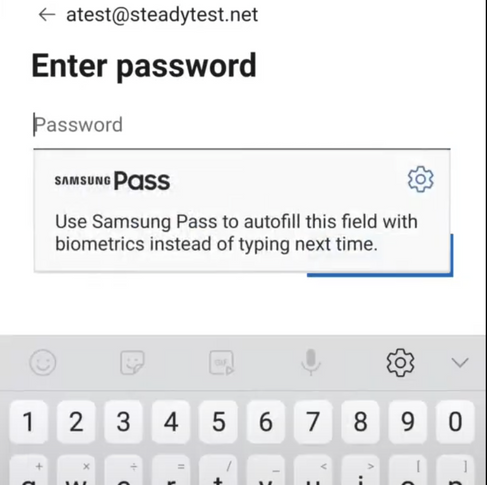 ← atest@steadytest.net
Enter password
Password
SAMSUNG Pass
Use Samsung Pass to autofill this field with
biometrics instead of typing next time.
GIF
1 2 3 4 5 6 7 8 9 0
+ × ÷ = / _ < > [ ]